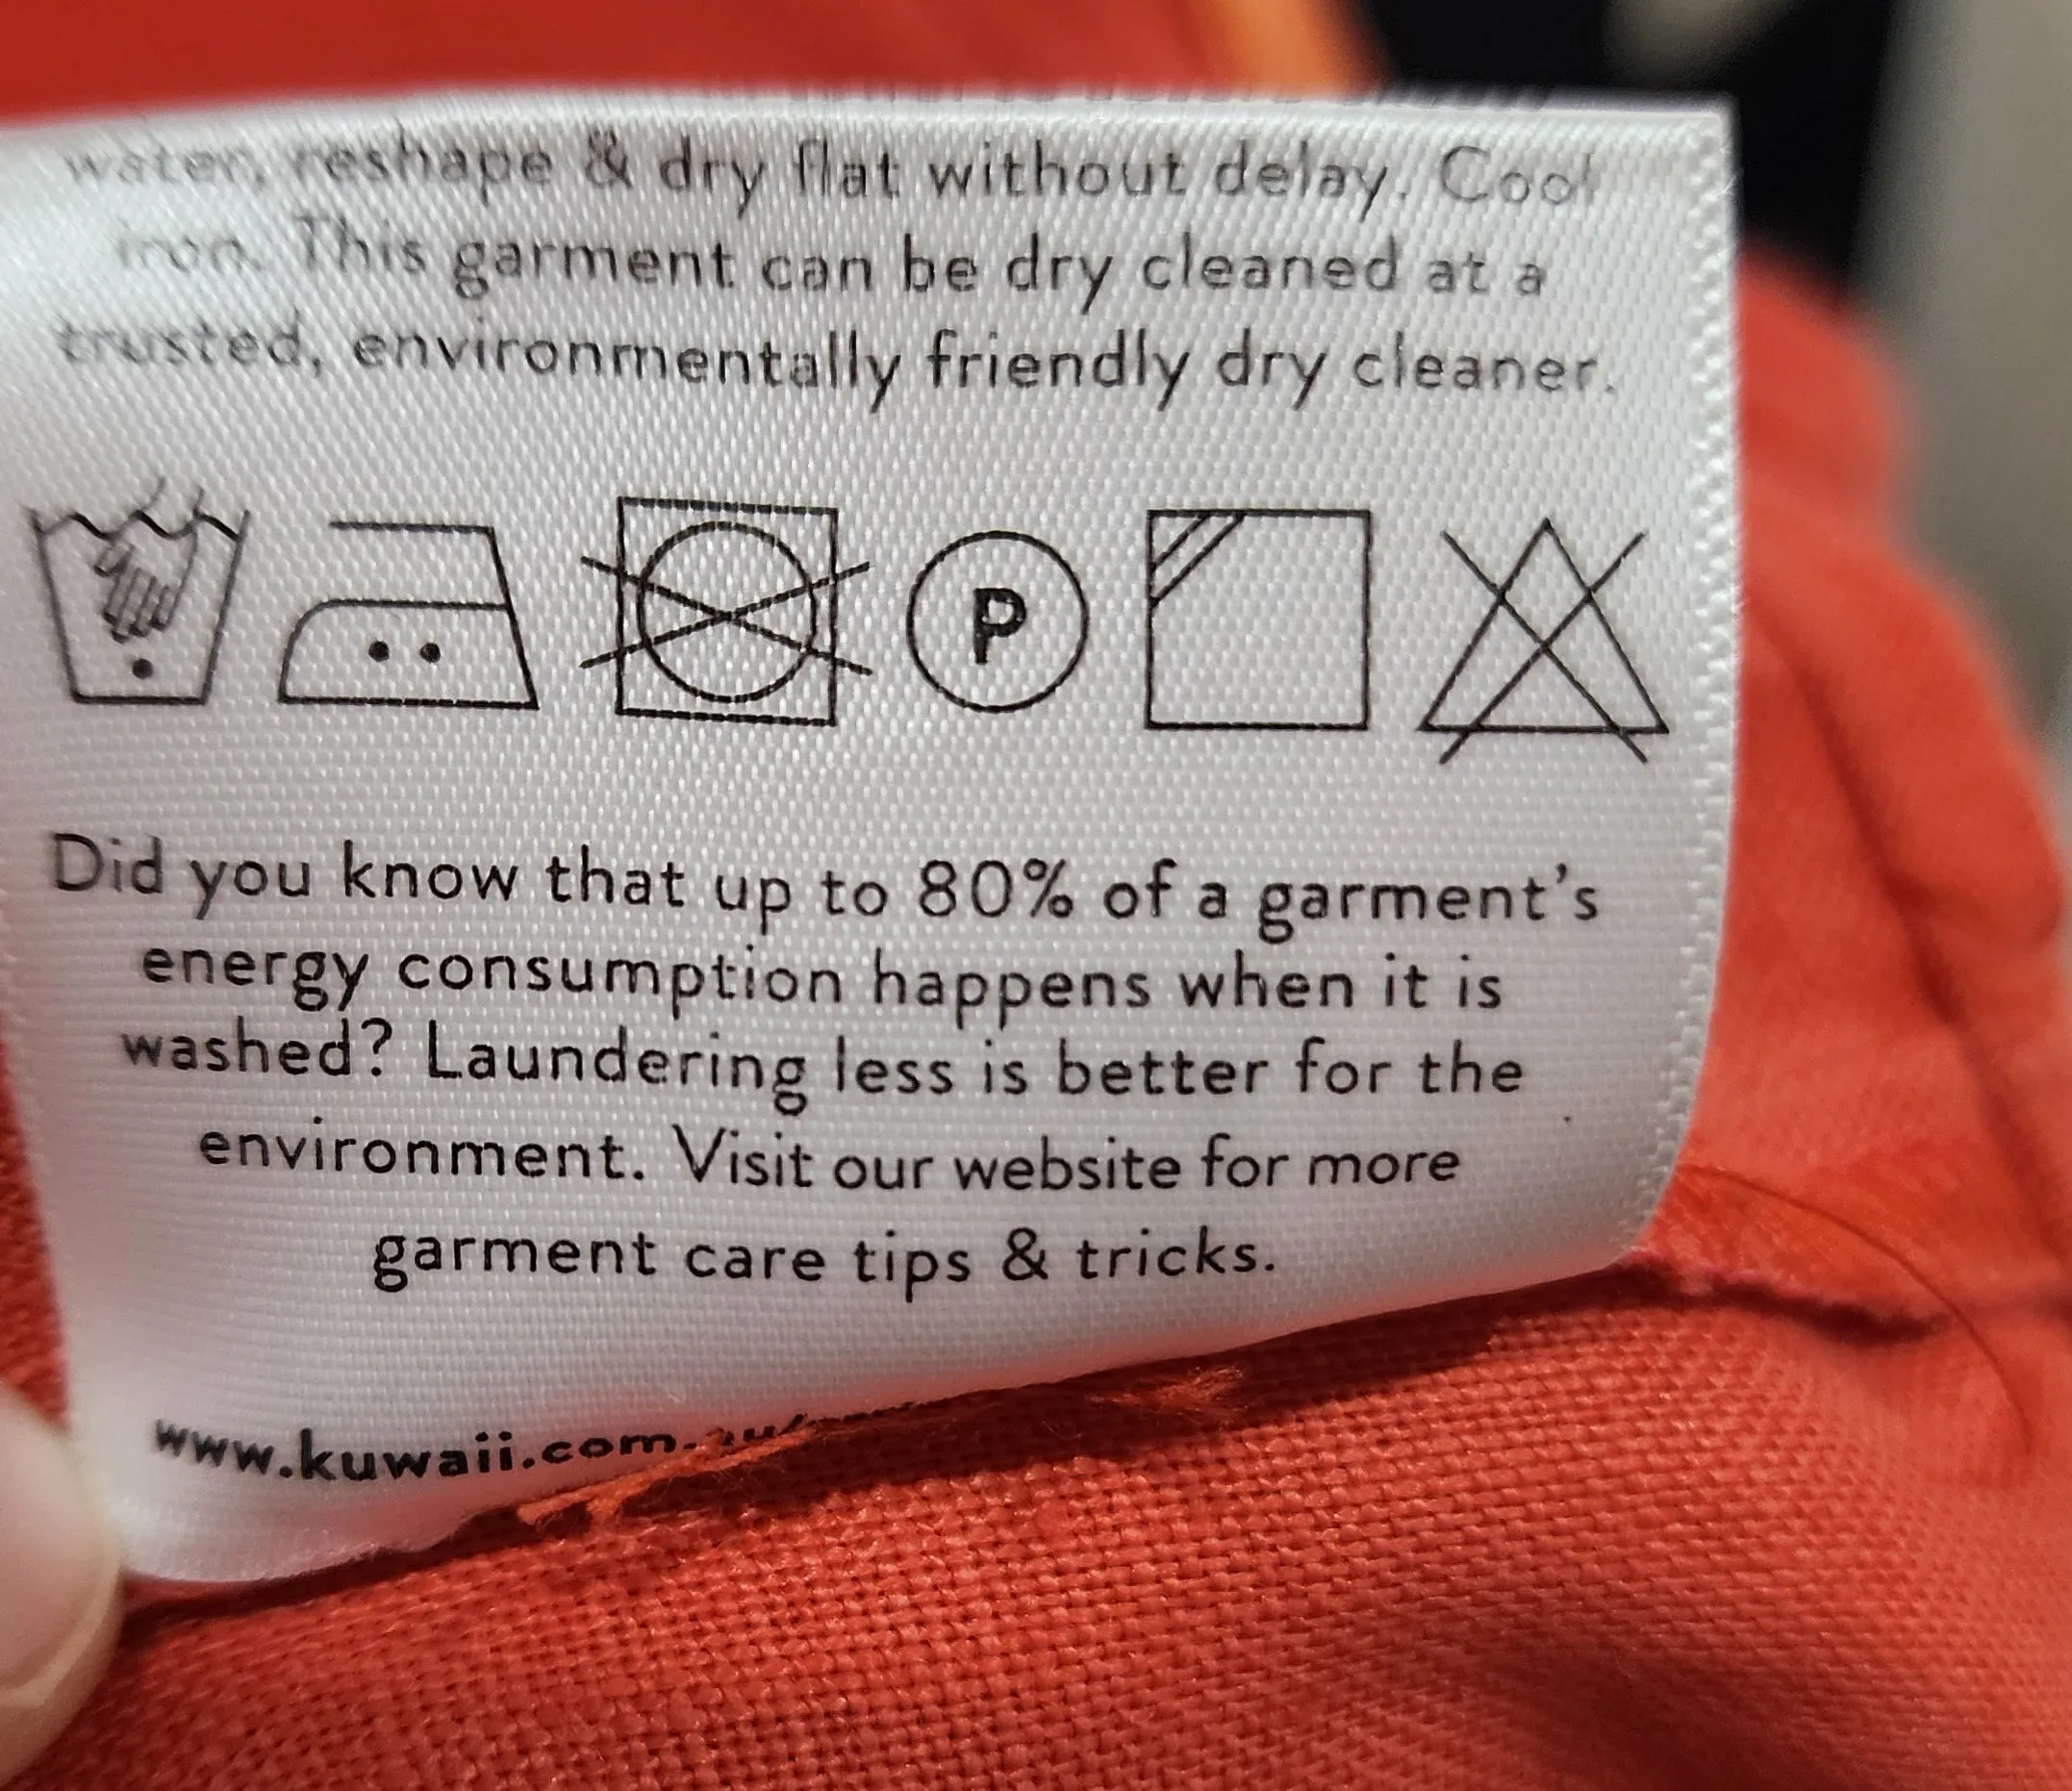 water, reshape & dry flat without delay. Cool
iron. This garment can be dry cleaned at a
trusted, environmentally friendly dry cleaner.
P
Did you know that up to 80% of a garment's
energy consumption happens when it is
washed? Laundering less is better for the
environment. Visit our website for more
garment care tips & tricks.
www.kuwaii.com.au/